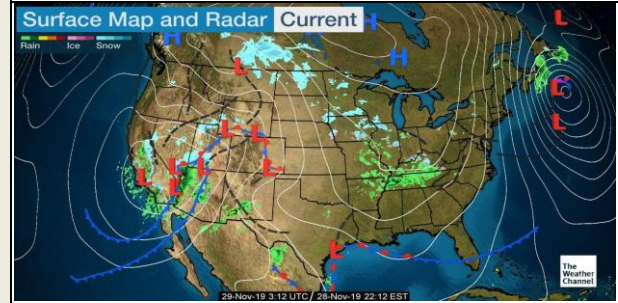 Surface Map and Radar Current
Rain Ice Snow
H
H
H
L
L
L
L
L
L
L
L
L
L
L
L
L
The
Weather
Channel
29-Nov-19 3:12 UTC / 28-Nov-19 22:12 EST